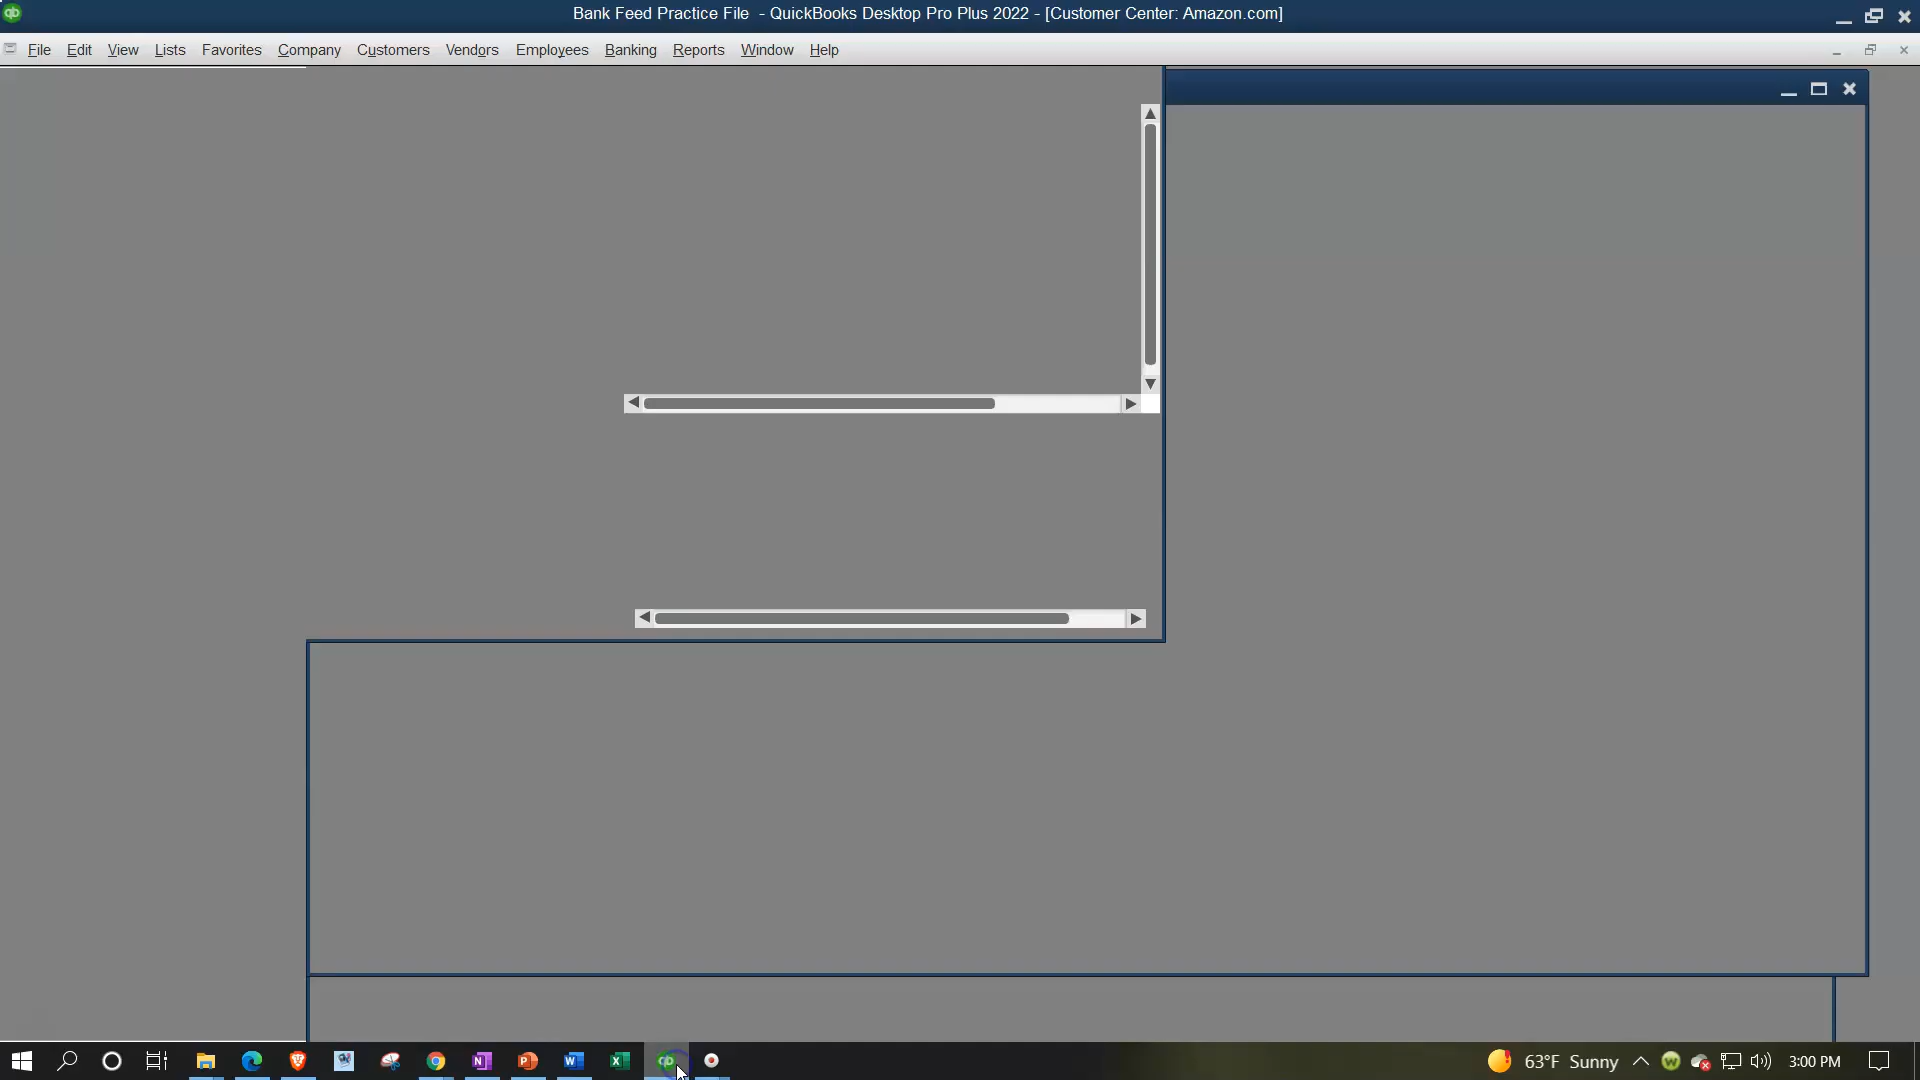 Bank Feed Practice File - QuickBooks Desktop Pro Plus 2022 - [Customer Center: Amazon.com]
File Edit View Lists Favorites Company Customers Vendors Employees Banking Reports Window Help
63°F Sunny 3:00 PM